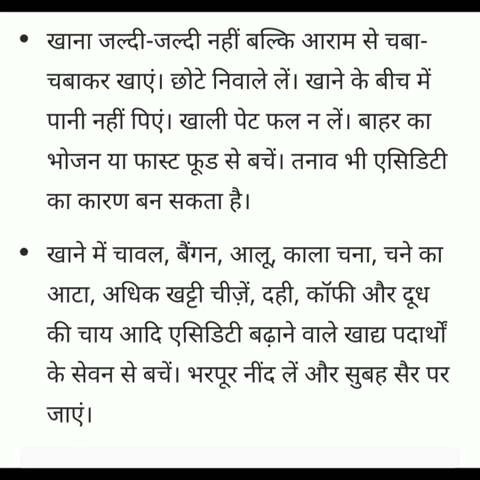 • खाना जल्दी-जल्दी नहीं बल्कि आराम से चबा-
चबाकर खाएं। छोटे निवाले लें। खाने के बीच में
पानी नहीं पिएं। खाली पेट फल न लें। बाहर का
भोजन या फास्ट फूड से बचें। तनाव भी एसिडिटी
का कारण बन सकता है।
• खाने में चावल, बैंगन, आलू, काला चना, चने का
आटा, अधिक खट्टी चीज़ें, दही, कॉफी और दूध
की चाय आदि एसिडिटी बढ़ाने वाले खाद्य पदार्थों
के सेवन से बचें। भरपूर नींद लें और सुबह सैर पर
जाएं।